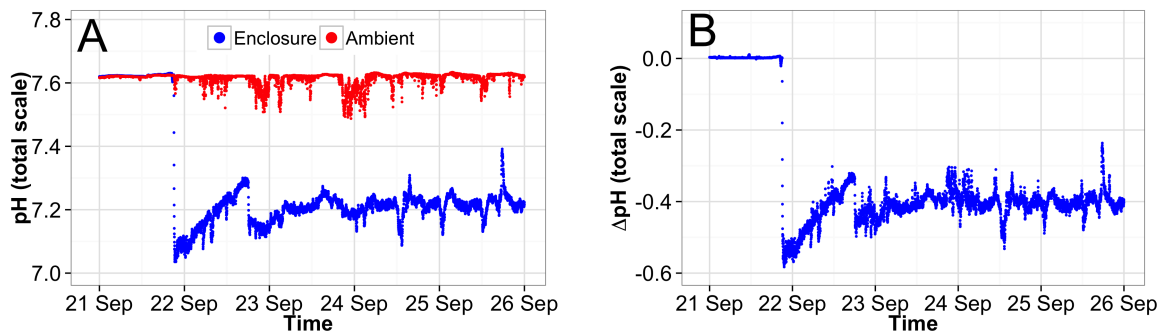 A
Enclosure Ambient
pH (total scale)
7.8
7.6
7.4
7.2
7.0
21 Sep 22 Sep 23 Sep 24 Sep 25 Sep 26 Sep
Time
B
ΔpH (total scale)
0.0
-0.2
-0.4
-0.6
21 Sep 22 Sep 23 Sep 24 Sep 25 Sep 26 Sep
Time